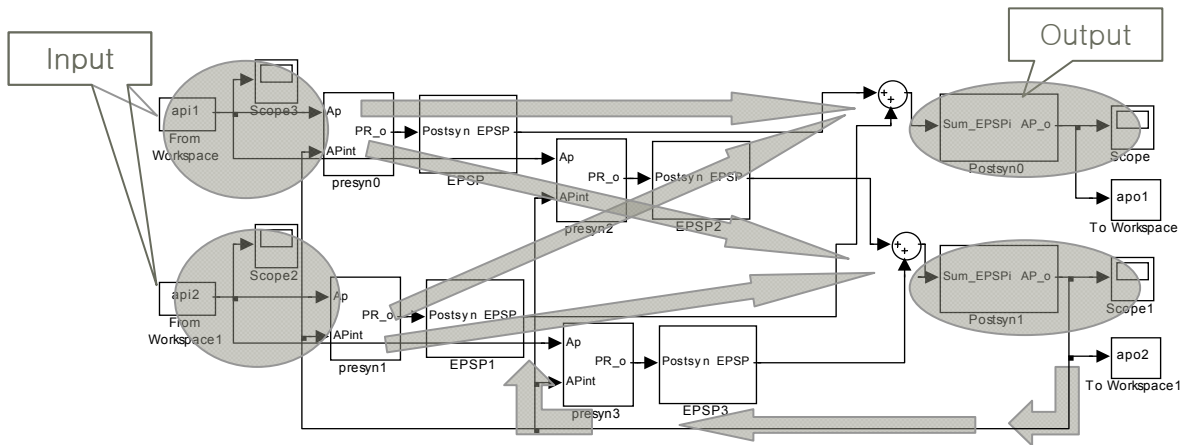 Input
Output
api1
From
Workspace
Scope3
Ap
PR_o
APint
presyn0
Postsyn EPSP
EPSP
Ap
PR_o
APint
presyn2
Postsyn EPSP
EPSP2
Sum_EPSPi AP_o
Postsyn0
Scope
apo1
To Workspace
api2
From
Workspace1
Scope2
Ap
PR_o
APint
presyn1
Postsyn EPSP
EPSP1
Ap
PR_o
APint
presyn3
Postsyn EPSP
EPSP3
Sum_EPSPi AP_o
Postsyn1
Scope1
apo2
To Workspace1